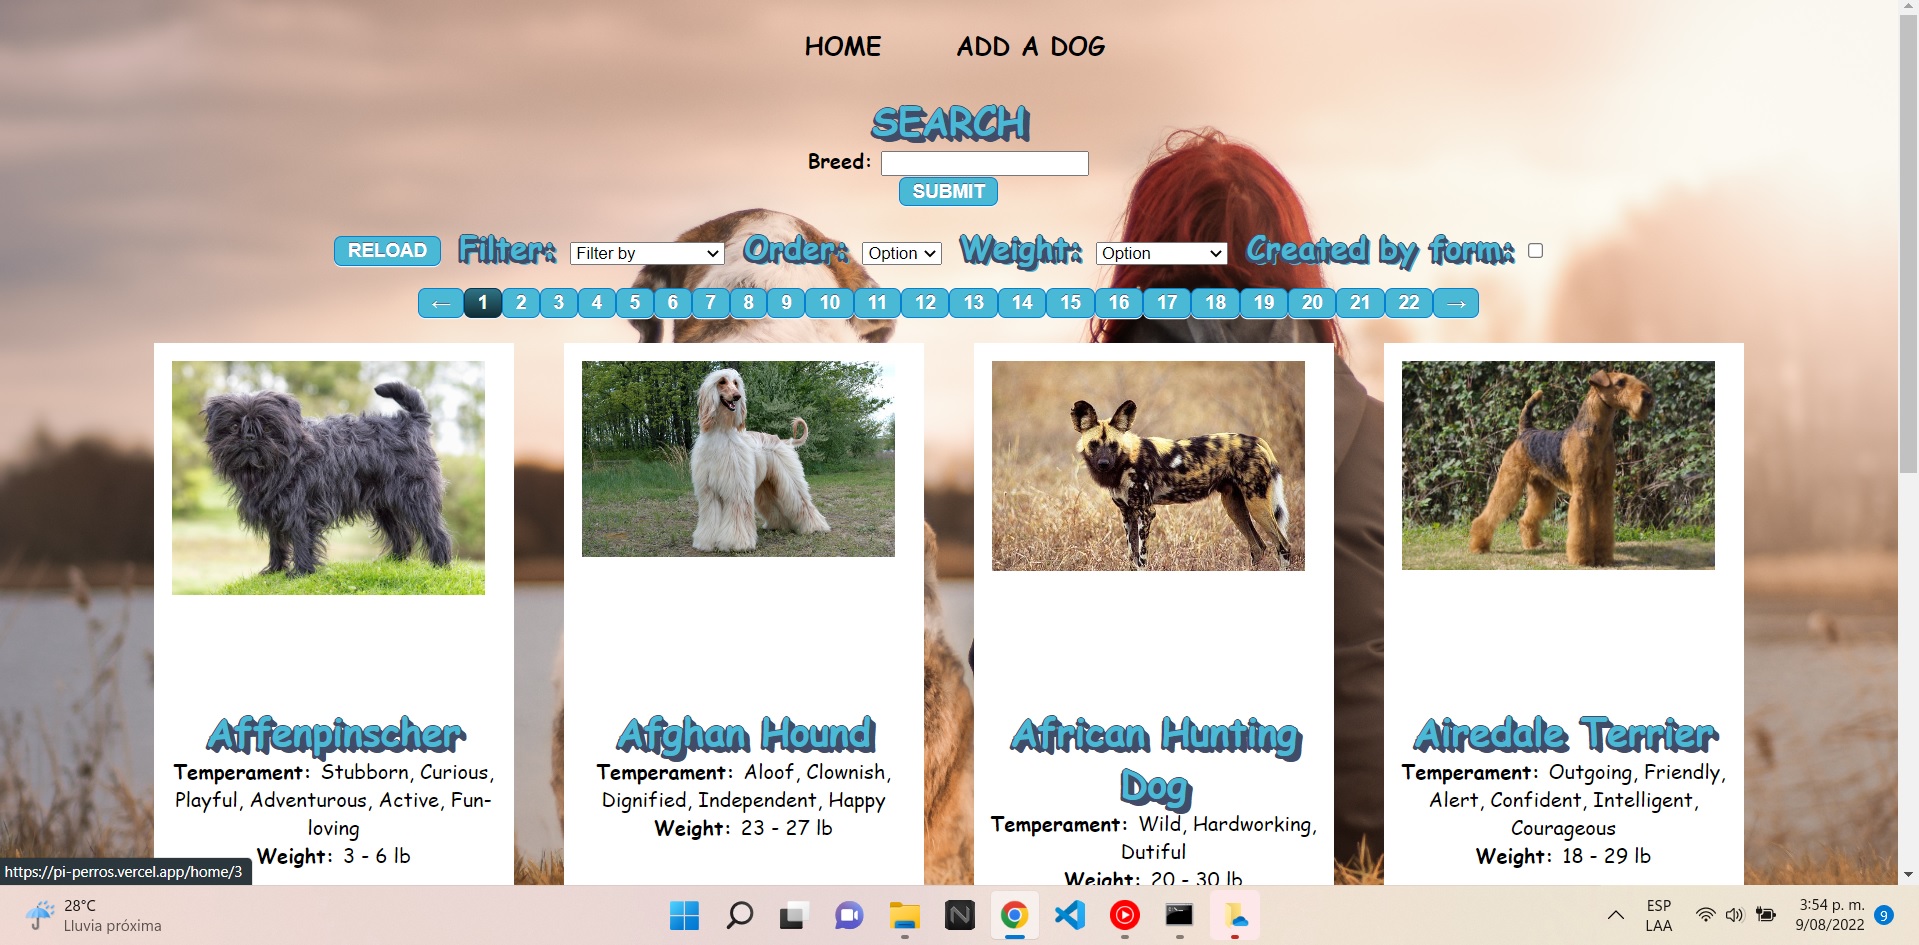 HOME ADD A DOG
SEARCH
Breed:
SUBMIT
RELOAD Filter: Filter by Order: Option Weight: Option Created by form:
← 1 2 3 4 5 6 7 8 9 10 11 12 13 14 15 16 17 18 19 20 21 22 →
Affenpinscher
Temperament: Stubborn, Curious,
Playful, Adventurous, Active, Fun-
loving
Weight: 3 - 6 lb
Afghan Hound
Temperament: Aloof, Clownish,
Dignified, Independent, Happy
Weight: 23 - 27 lb
African Hunting
Dog
Temperament: Wild, Hardworking,
Dutiful
Weight: 20 - 30 lb
Airedale Terrier
Temperament: Outgoing, Friendly,
Alert, Confident, Intelligent,
Courageous
Weight: 18 - 29 lb
https://pi-perros.vercel.app/home/3
28°C
Lluvia próxima
ESP
LAA
3:54 p. m.
9/08/2022
9